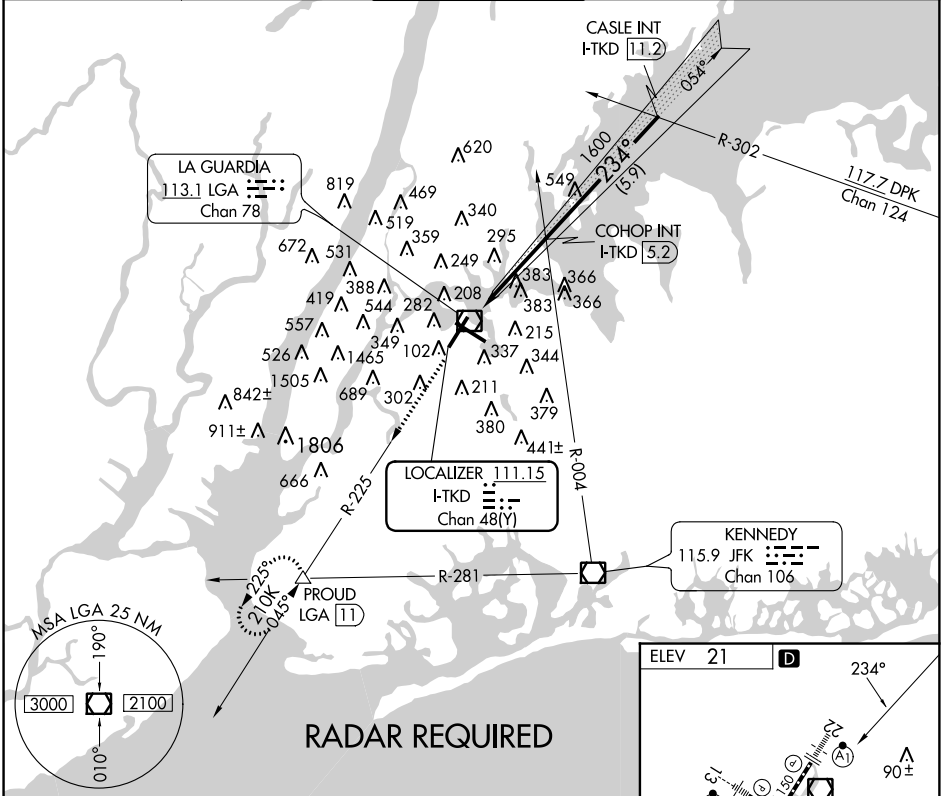 CASLE INT
I-TKD 11.2
054°
R-302
117.7 DPK
Chan 124
1600
234°
(5.9)
620
549
LA GUARDIA
113.1 LGA
Chan 78
819
469
519
340
359
295
COHOP INT
I-TKD 5.2
672
531
249
383
366
388
208
383
366
419
544
282
557
349
215
526
1465
102
337
344
1505
689
302
211
842±
380
379
911±
1806
441±
666
R-225
R-004
LOCALIZER 111.15
I-TKD
Chan 48(Y)
KENNEDY
115.9 JFK
Chan 106
R-281
225°
210K
045°
PROUD
LGA 11
MSA LGA 25 NM
190°
3000
2100
010°
RADAR REQUIRED
ELEV 21
D
234°
22
A1
90±
13
P
P
150